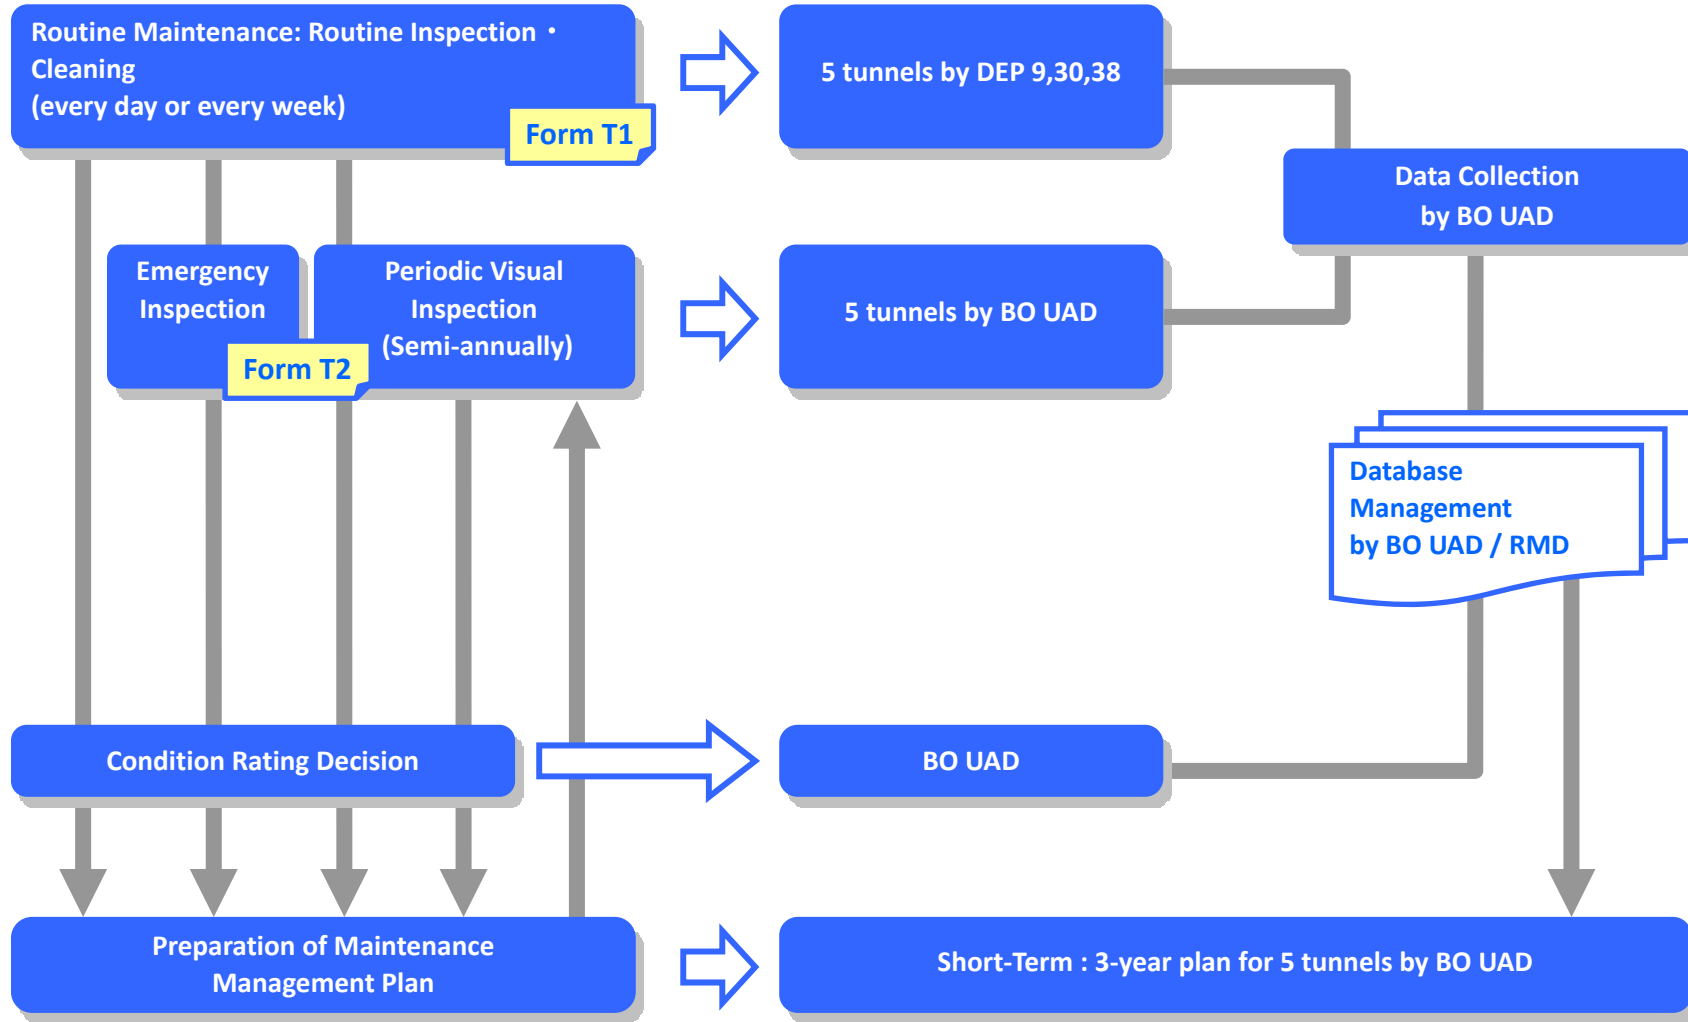 Routine Maintenance: Routine Inspection・
Cleaning
(every day or every week)
Form T1
5 tunnels by DEP 9,30,38
Data Collection
by BO UAD
Emergency
Inspection
Form T2
Periodic Visual
Inspection
(Semi-annually)
5 tunnels by BO UAD
Database
Management
by BO UAD / RMD
Condition Rating Decision
BO UAD
Preparation of Maintenance
Management Plan
Short-Term : 3-year plan for 5 tunnels by BO UAD